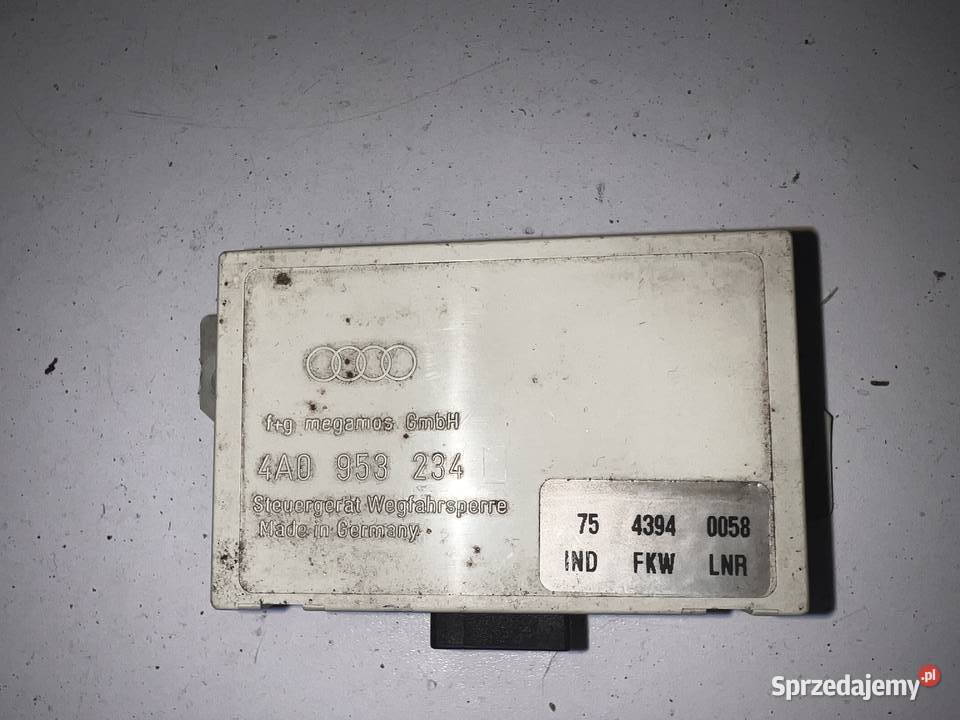 f+g megamos GmbH
4A0 953 234
Steuergerät Wegfahrsperre
Made in Germany
75 4394 0058
IND FKW LNR
Sprzedajemy.pl